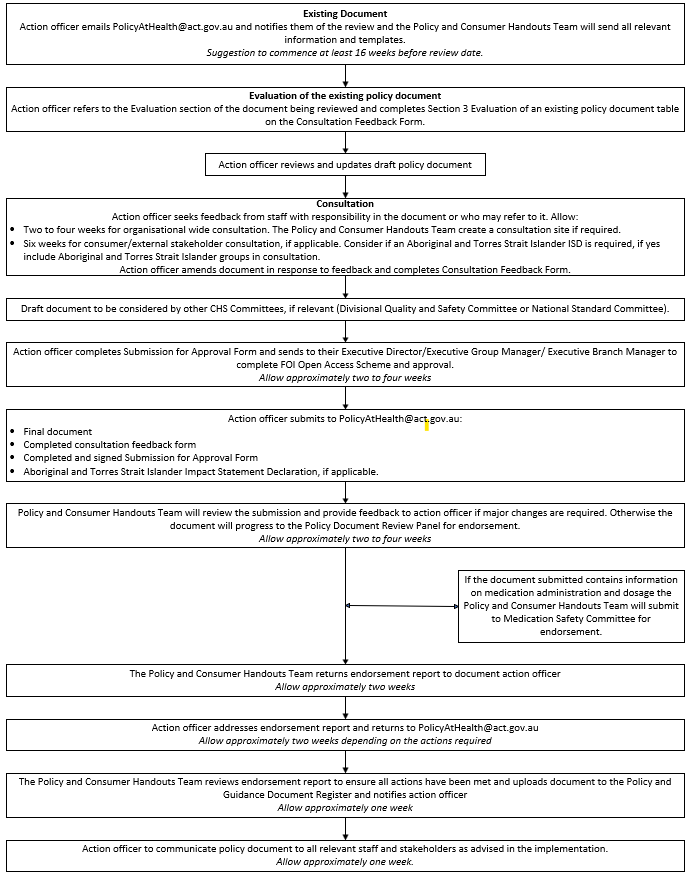 Existing Document
Action officer emails PolicyAtHealth@act.gov.au and notifies them of the review and the Policy and Consumer Handouts Team will send all relevant
information and templates.
Suggestion to commence at least 16 weeks before review date.
Evaluation of the existing policy document
Action officer refers to the Evaluation section of the document being reviewed and completes Section 3 Evaluation of an existing policy document table
on the Consultation Feedback Form.
Action officer reviews and updates draft policy document
Consultation
Action officer seeks feedback from staff with responsibility in the document or who may refer to it. Allow:
• Two to four weeks for organisational wide consultation. The Policy and Consumer Handouts Team create a consultation site if required.
• Six weeks for consumer/external stakeholder consultation, if applicable. Consider if an Aboriginal and Torres Strait Islander ISD is required, if yes
include Aboriginal and Torres Strait Islander groups in consultation.
Action officer amends document in response to feedback and completes Consultation Feedback Form.
Draft document to be considered by other CHS Committees, if relevant (Divisional Quality and Safety Committee or National Standard Committee).
Action officer completes Submission for Approval Form and sends to their Executive Director/Executive Group Manager/ Executive Branch Manager to
complete FOI Open Access Scheme and approval.
Allow approximately two to four weeks
Action officer submits to PolicyAtHealth@act.gov.au:
• Final document
• Completed consultation feedback form
• Completed and signed Submission for Approval Form
• Aboriginal and Torres Strait Islander Impact Statement Declaration, if applicable.
Policy and Consumer Handouts Team will review the submission and provide feedback to action officer if major changes are required. Otherwise the
document will progress to the Policy Document Review Panel for endorsement.
Allow approximately two to four weeks
If the document submitted contains information
on medication administration and dosage the
Policy and Consumer Handouts Team will submit
to Medication Safety Committee for
endorsement.
The Policy and Consumer Handouts Team returns endorsement report to document action officer
Allow approximately two weeks
Action officer addresses endorsement report and returns to PolicyAtHealth@act.gov.au
Allow approximately two weeks depending on the actions required
The Policy and Consumer Handouts Team reviews endorsement report to ensure all actions have been met and uploads document to the Policy and
Guidance Document Register and notifies action officer
Allow approximately one week
Action officer to communicate policy document to all relevant staff and stakeholders as advised in the implementation.
Allow approximately one week.